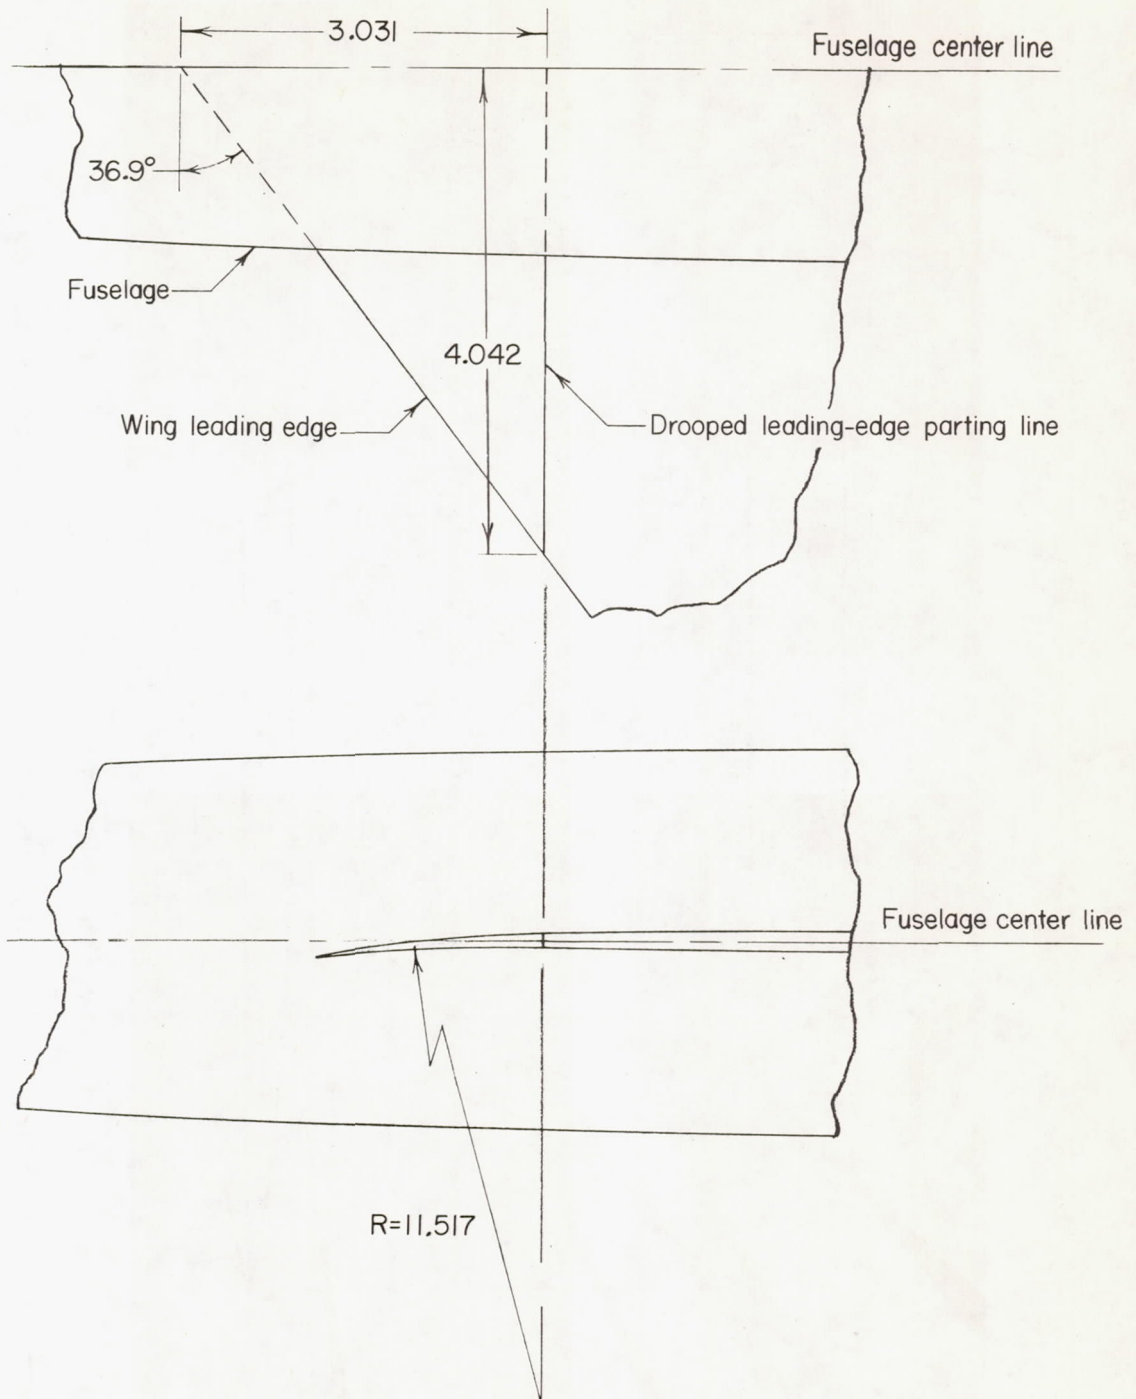 3.031
Fuselage center line
36.9°
Fuselage
4.042
Wing leading edge
Drooped leading-edge parting line
Fuselage center line
R=11.517